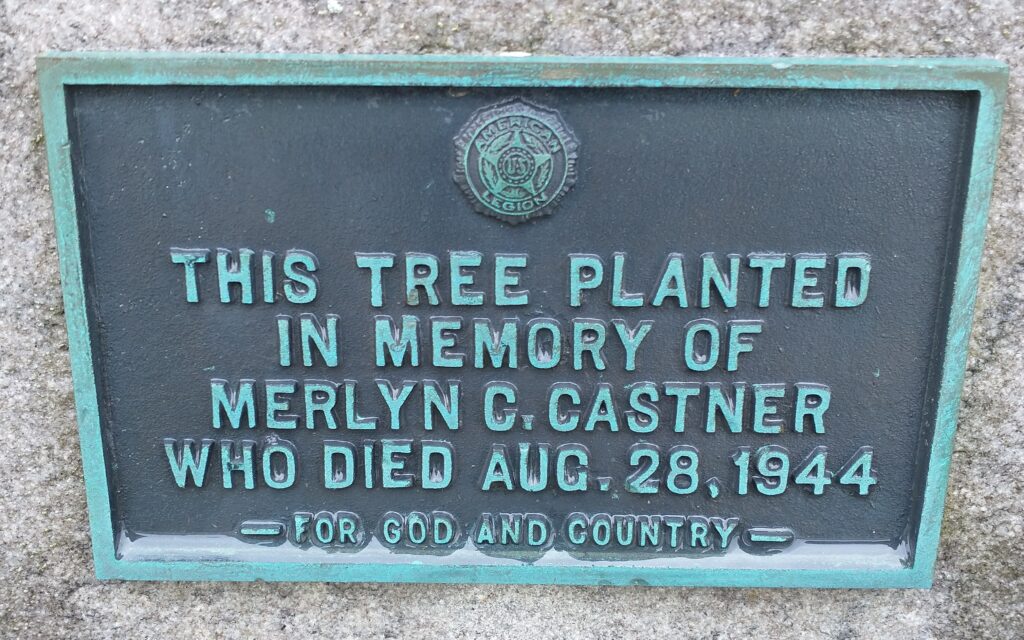 AMERICAN
U.S.
LEGION
THIS TREE PLANTED
IN MEMORY OF
MERLYN C. CASTNER
WHO DIED AUG. 28, 1944
— FOR GOD AND COUNTRY —